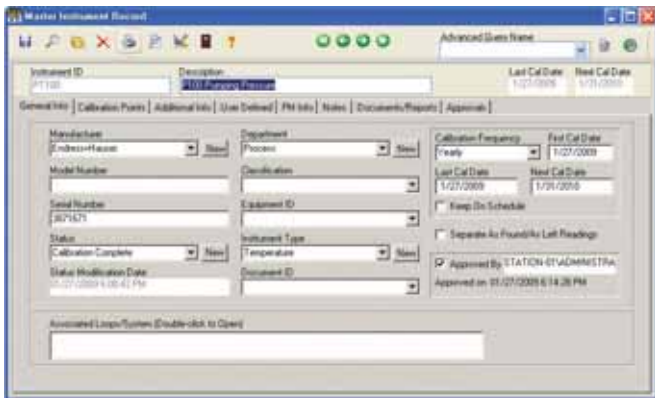 Master Instrument Record
Advanced Query Name
Instrument ID Description Last Cal Date Next Cal Date
PT100 P100 Pumping Pressure 1/27/2009 1/31/2010
General Info Calibration Points Additional Info User Defined PM Info Notes Documents/Reports Approvals
Manufacturer Department Calibration Frequency First Cal Date
Endress+Hauser New Process New Yearly 1/27/2009
Model Number Classification Last Cal Date Next Cal Date
1/27/2009 1/31/2010
Serial Number Equipment ID Keep On Schedule
3871671
Status Instrument Type Separate As Found/As Left Readings
Calibration Complete New Temperature New Approved By STATION-01\ADMINISTRA
Status Modification Date Document ID Approved on 01/27/2009 6:14:28 PM
Associated Loops/System (Double-click to Open)